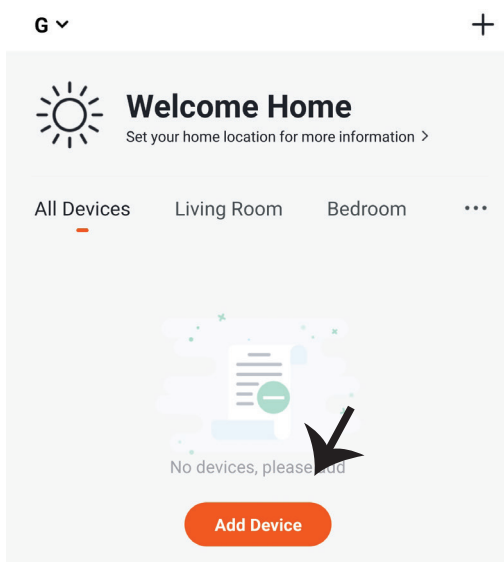 G
Welcome Home
Set your home location for more information >
All Devices Living Room Bedroom ...
No devices, please add
Add Device